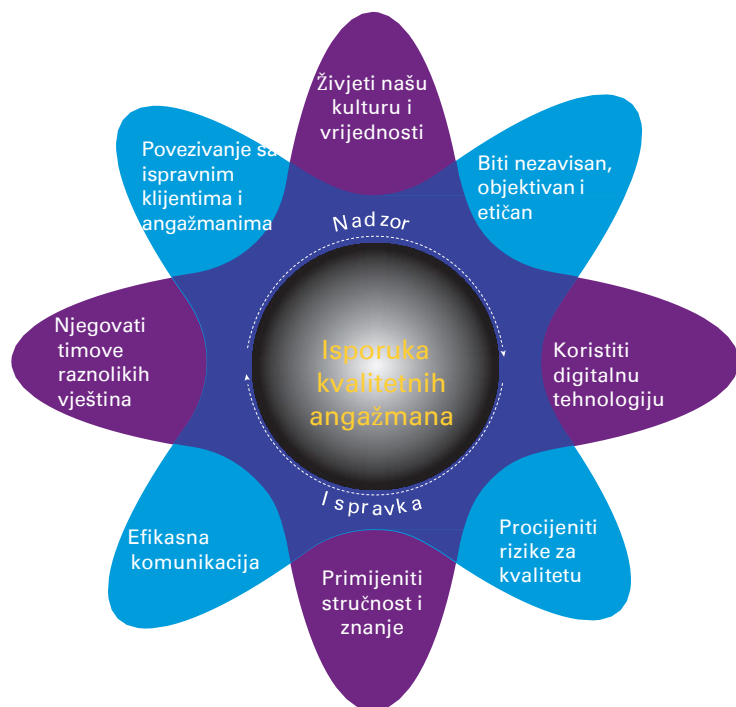 Živjeti našu
kulturu i
vrijednosti
Biti nezavisan,
objektivan i
etičan
Koristiti
digitalnu
tehnologiju
Procijeniti
rizike za
kvalitetu
Primijeniti
stručnost i
znanje
Efikasna
komunikacija
Njegovati
timove
raznolikih
vještina
Povezivanje sa
ispravnim
klijentima i
angažmanima
Nadzor
Isporuka
kvalitetnih
angažmana
Ispravka